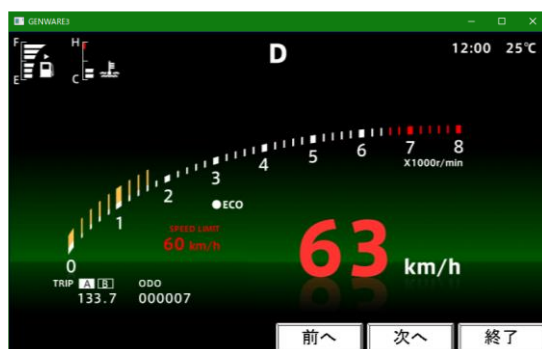 GENWARE3
F
E
H
C
D
12:00 25℃
0 1 2 3 4 5 6 7 8
X1000r/min
ECO
SPEED LIMIT
60 km/h
63 km/h
TRIP A B ODO
133.7 000007
前へ 次へ 終了